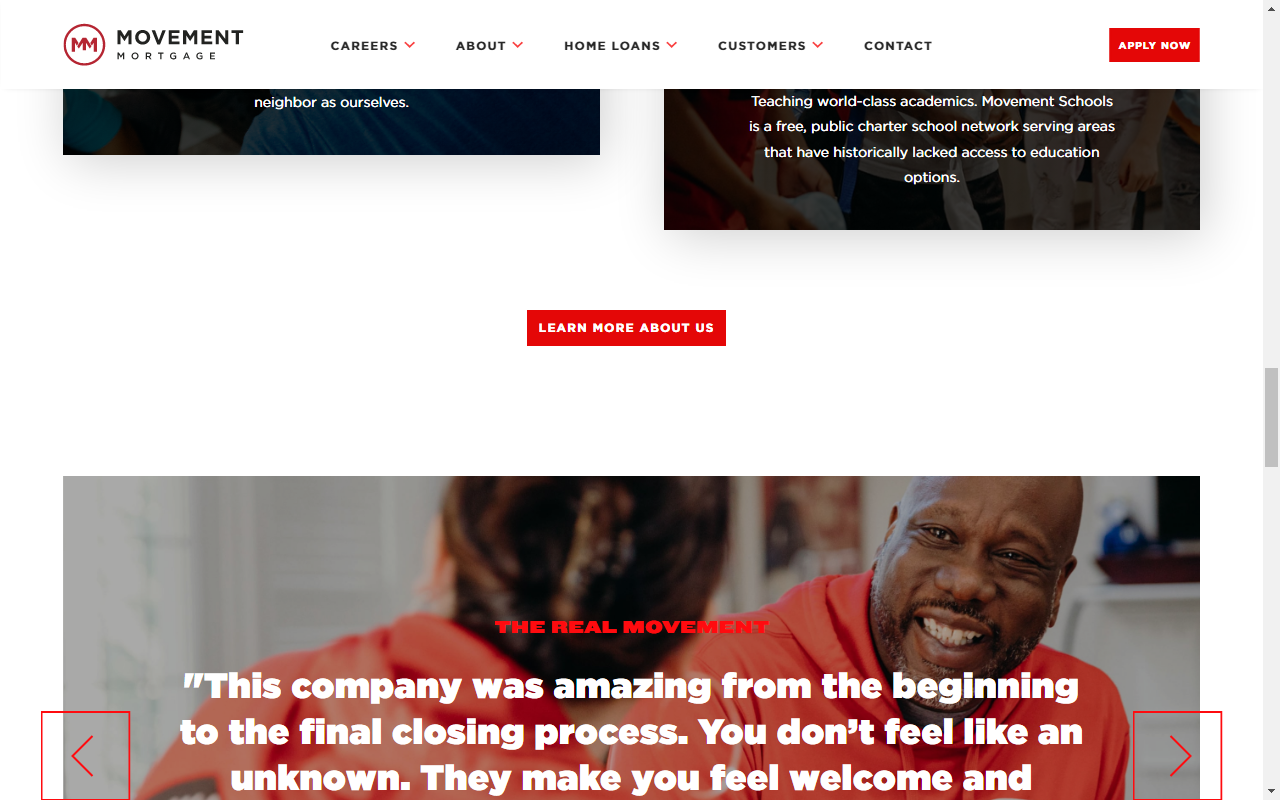 MOVEMENT
MORTGAGE
CAREERS
ABOUT
HOME LOANS
CUSTOMERS
CONTACT
APPLY NOW
neighbor as ourselves.
Teaching world-class academics. Movement Schools
is a free, public charter school network serving areas
that have historically lacked access to education
options.
LEARN MORE ABOUT US
THE REAL MOVEMENT
"This company was amazing from the beginning
to the final closing process. You don’t feel like an
unknown. They make you feel welcome and